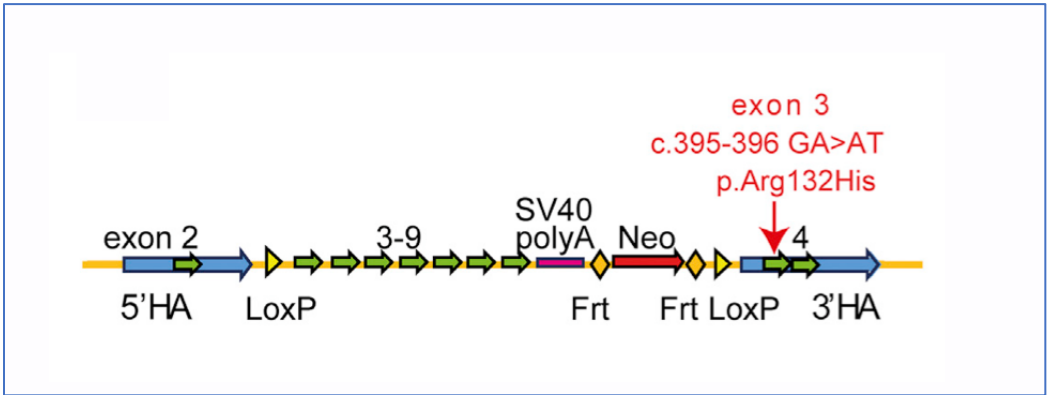 exon 3
c.395-396 GA>AT
p.Arg132His
SV40
exon 2 3-9 polyA Neo 4
5'HA LoxP Frt Frt LoxP 3'HA